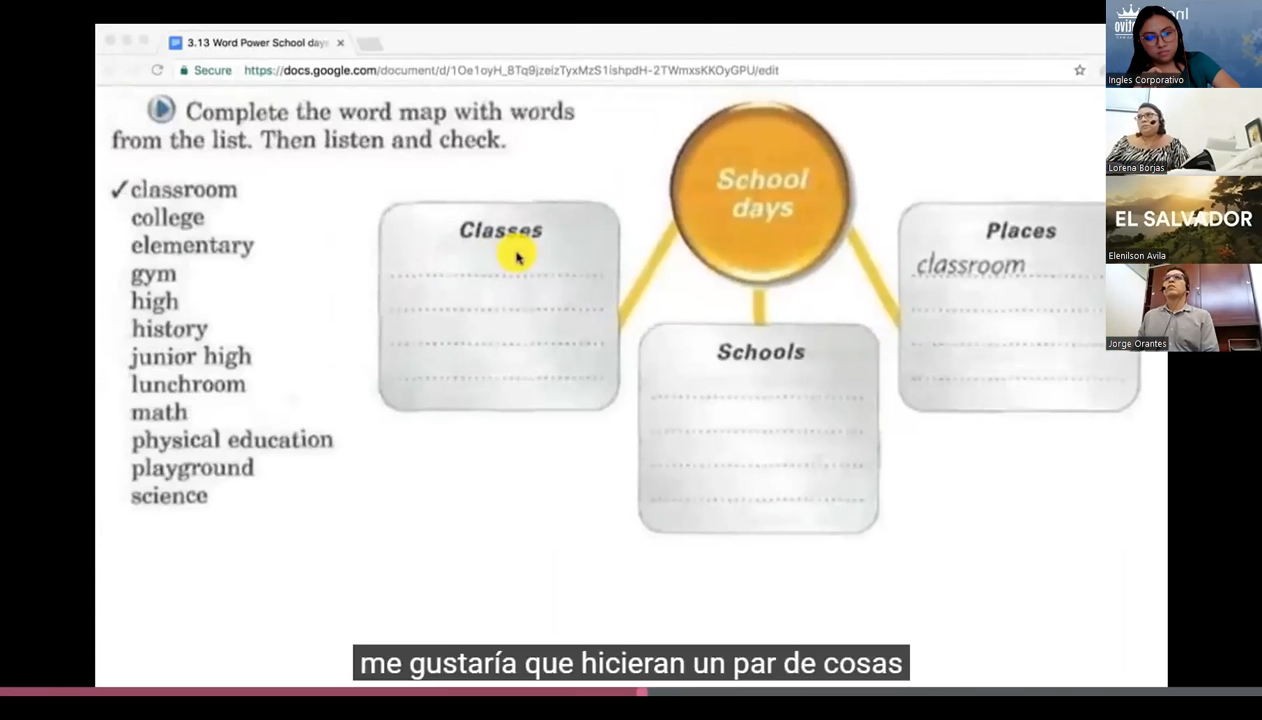 3.13 Word Power School days
Secure
https://docs.google.com/document/d/1Oe1oyH_8Tq9jzeizTyxMzS1ishpdH-2TWmxsKKOyGPU/edit
Complete the word map with words
from the list. Then listen and check.
✓classroom
college
elementary
gym
high
history
junior high
lunchroom
math
physical education
playground
science
Classes
School
days
Schools
Places
classroom
Ingles Corporativo
Lorena Borjas
EL SALVADOR
Elenilson Avila
Jorge Orantes
me gustaría que hicieran un par de cosas